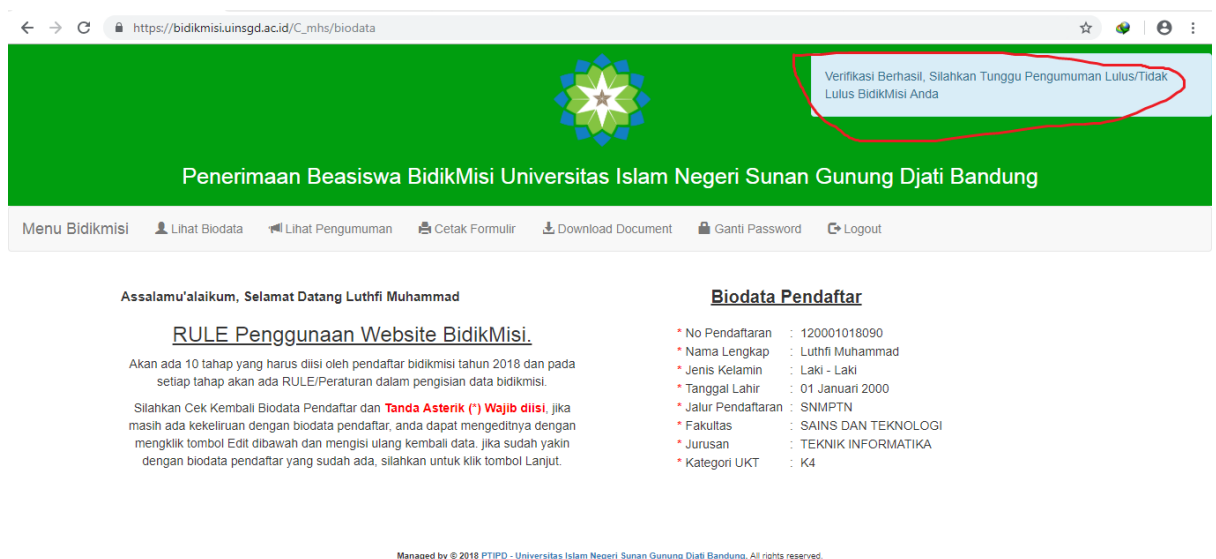 https://bidikmisi.uinsgd.ac.id/C_mhs/biodata
Verifikasi Berhasil, Silahkan Tunggu Pengumuman Lulus/Tidak
Lulus BidikMisi Anda
Penerimaan Beasiswa BidikMisi Universitas Islam Negeri Sunan Gunung Djati Bandung
Menu Bidikmisi Lihat Biodata Lihat Pengumuman Cetak Formulir Download Document Ganti Password Logout
Assalamu'alaikum, Selamat Datang Luthfi Muhammad
RULE Penggunaan Website BidikMisi.
Akan ada 10 tahap yang harus diisi oleh pendaftar bidikmisi tahun 2018 dan pada
setiap tahap akan ada RULE/Peraturan dalam pengisian data bidikmisi.
Silahkan Cek Kembali Biodata Pendaftar dan Tanda Asterik (*) Wajib diisi, jika
masih ada kekeliruan dengan biodata pendaftar, anda dapat mengeditnya dengan
mengklik tombol Edit dibawah dan mengisi ulang kembali data. jika sudah yakin
dengan biodata pendaftar yang sudah ada, silahkan untuk klik tombol Lanjut.
Biodata Pendaftar
* No Pendaftaran : 120001018090
* Nama Lengkap : Luthfi Muhammad
* Jenis Kelamin : Laki - Laki
* Tanggal Lahir : 01 Januari 2000
* Jalur Pendaftaran : SNMPTN
* Fakultas : SAINS DAN TEKNOLOGI
* Jurusan : TEKNIK INFORMATIKA
* Kategori UKT : K4
Managed by © 2018 PTIPD - Universitas Islam Negeri Sunan Gunung Djati Bandung. All rights reserved.